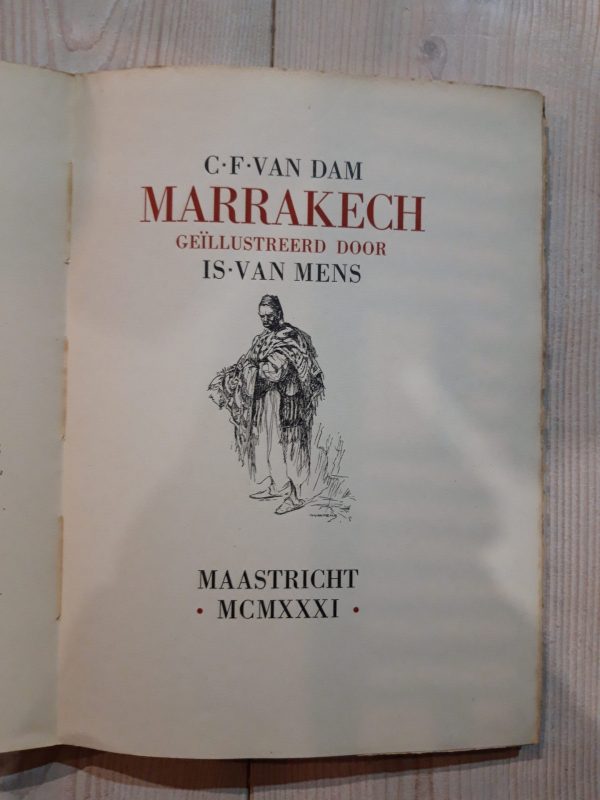 C·F·VAN DAM
MARRAKECH
GEÏLLUSTREERD DOOR
IS·VAN MENS
MAASTRICHT
· MCMXXXI ·